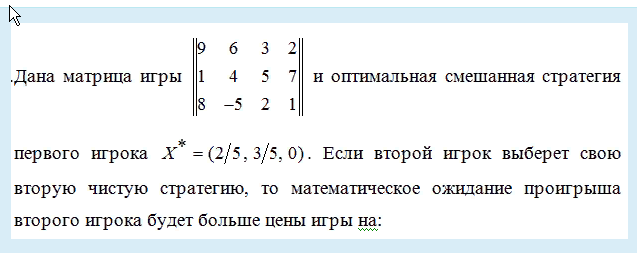 9 6 3 2
.Дана матрица игры 1 4 5 7 и оптимальная смешанная стратегия
8 –5 2 1
первого игрока X* = (2/5, 3/5, 0). Если второй игрок выберет свою
вторую чистую стратегию, то математическое ожидание проигрыша
второго игрока будет больше цены игры на: